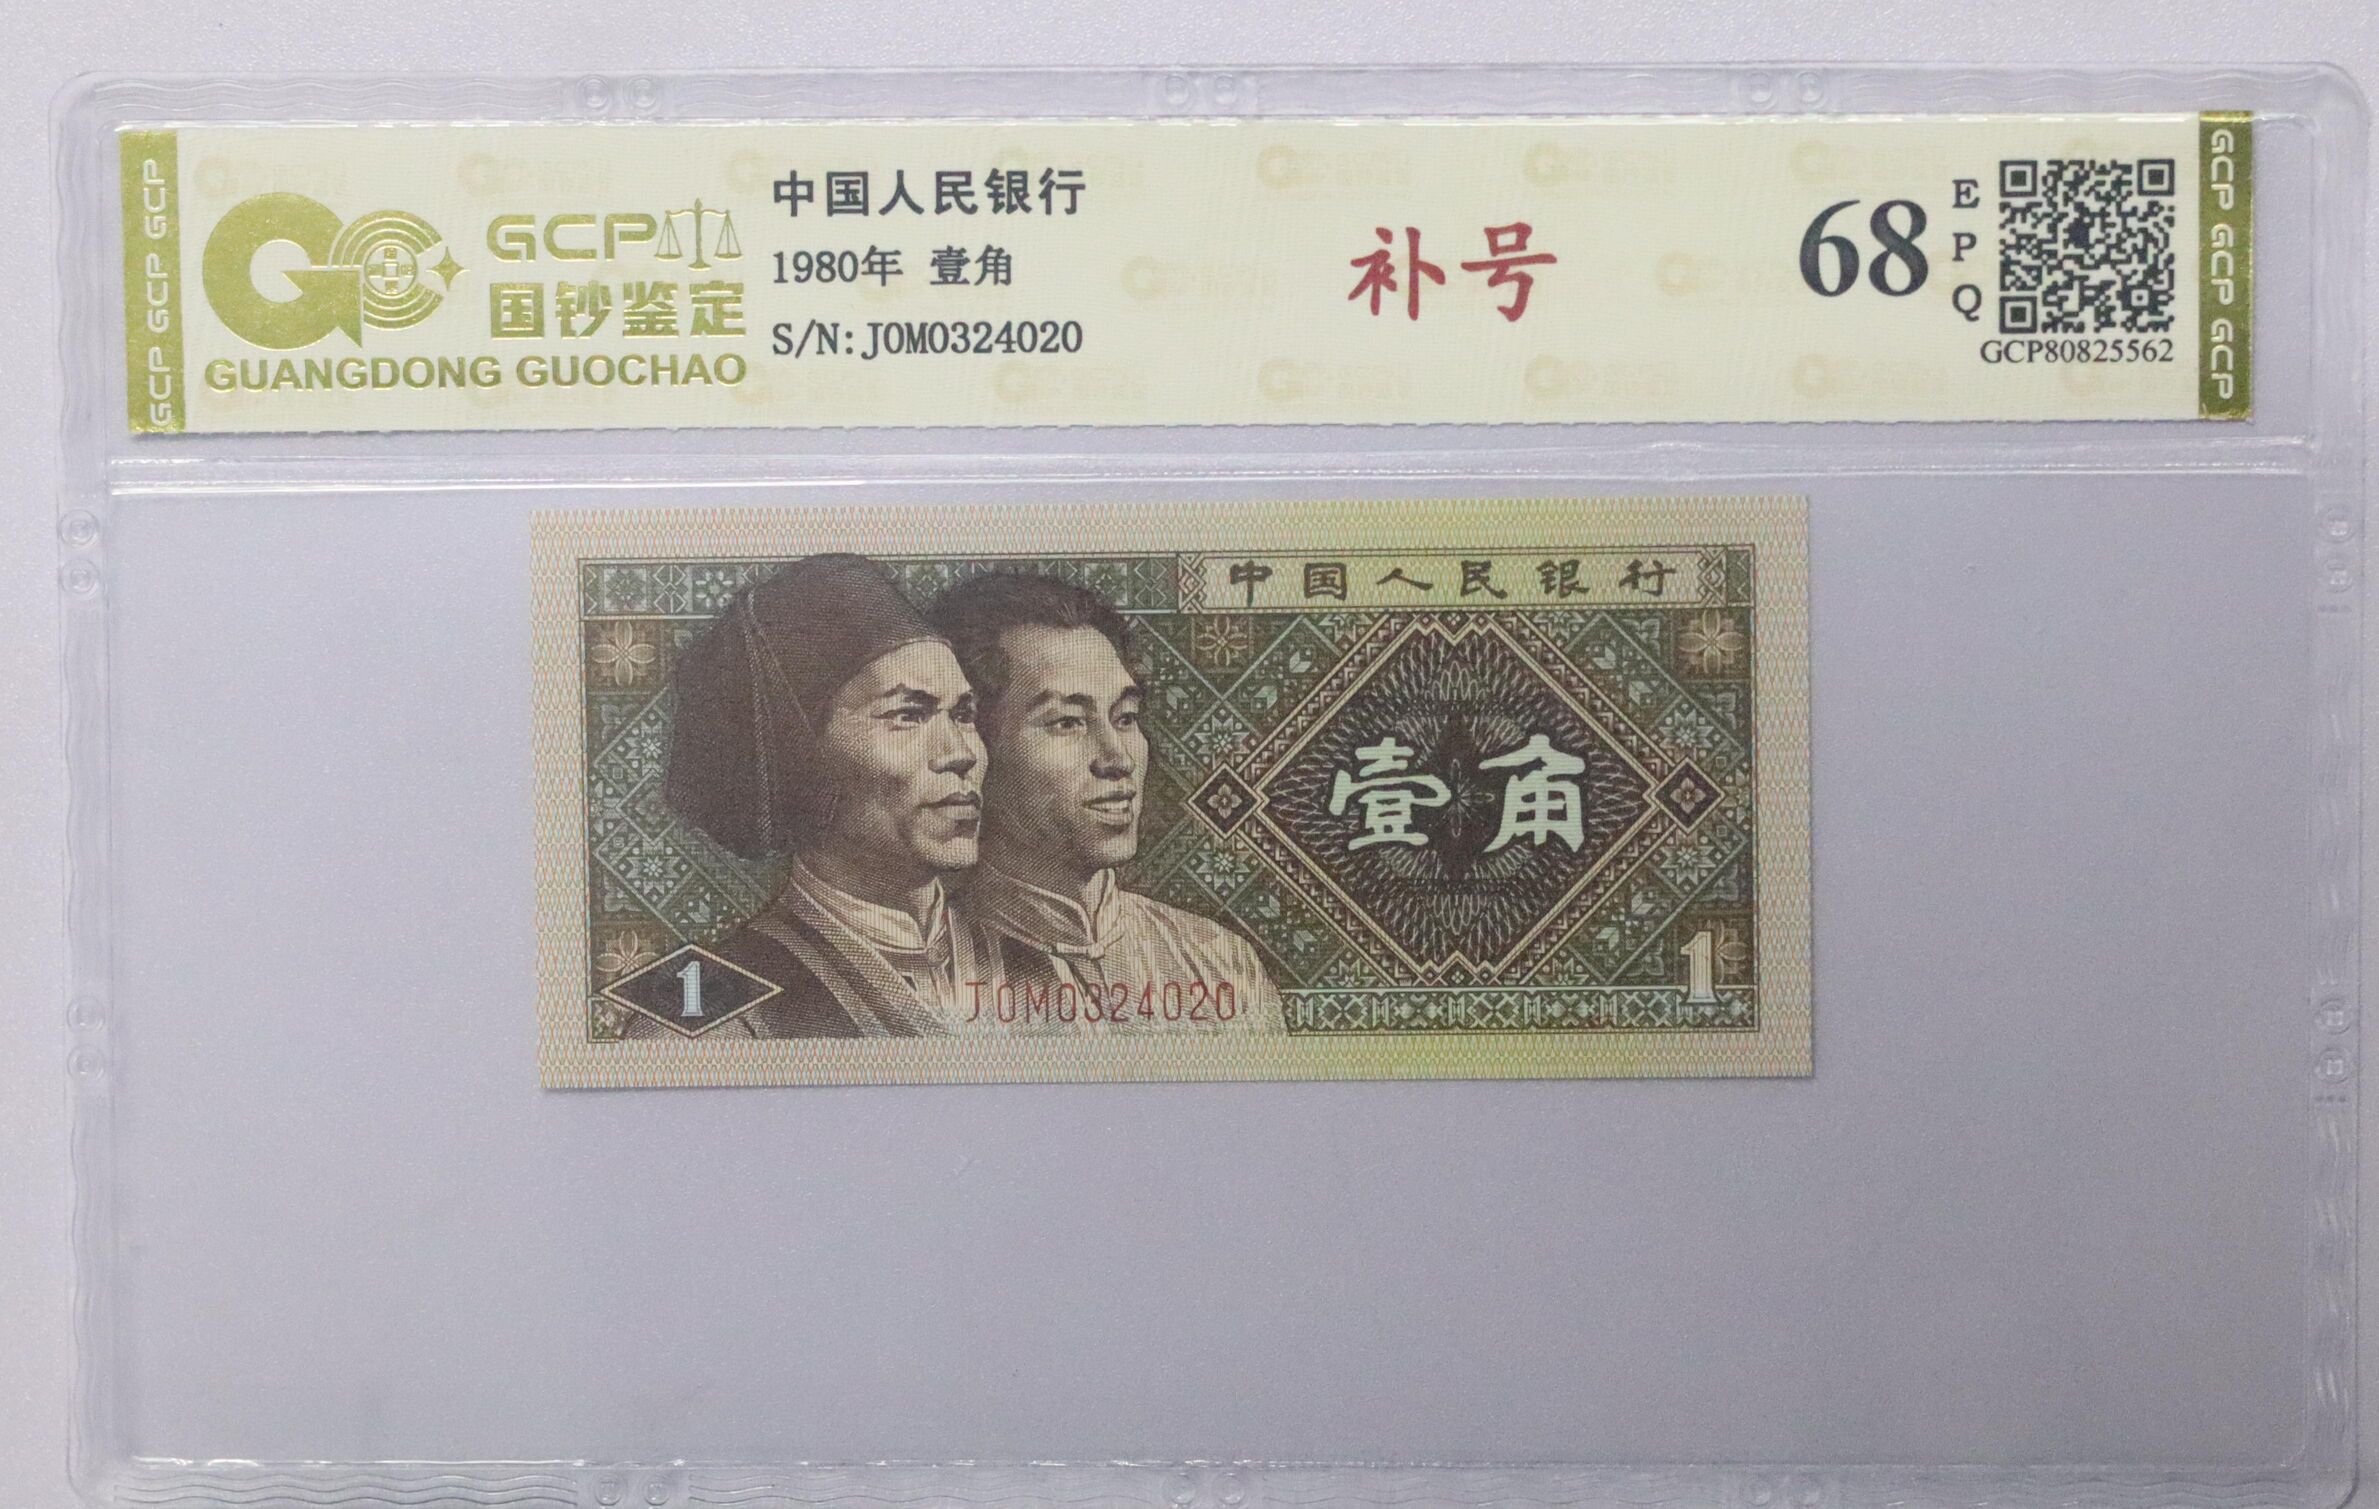 GCP GCP GCP
GCP
国钞鉴定
GUANGDONG GUOCHAO
中国人民银行
1980年 壹角
S/N:J0M0324020
补号
68
EPQ
GCP80825562
GCP GCP GCP
中国人民银行
壹角
1
J0M0324020
1